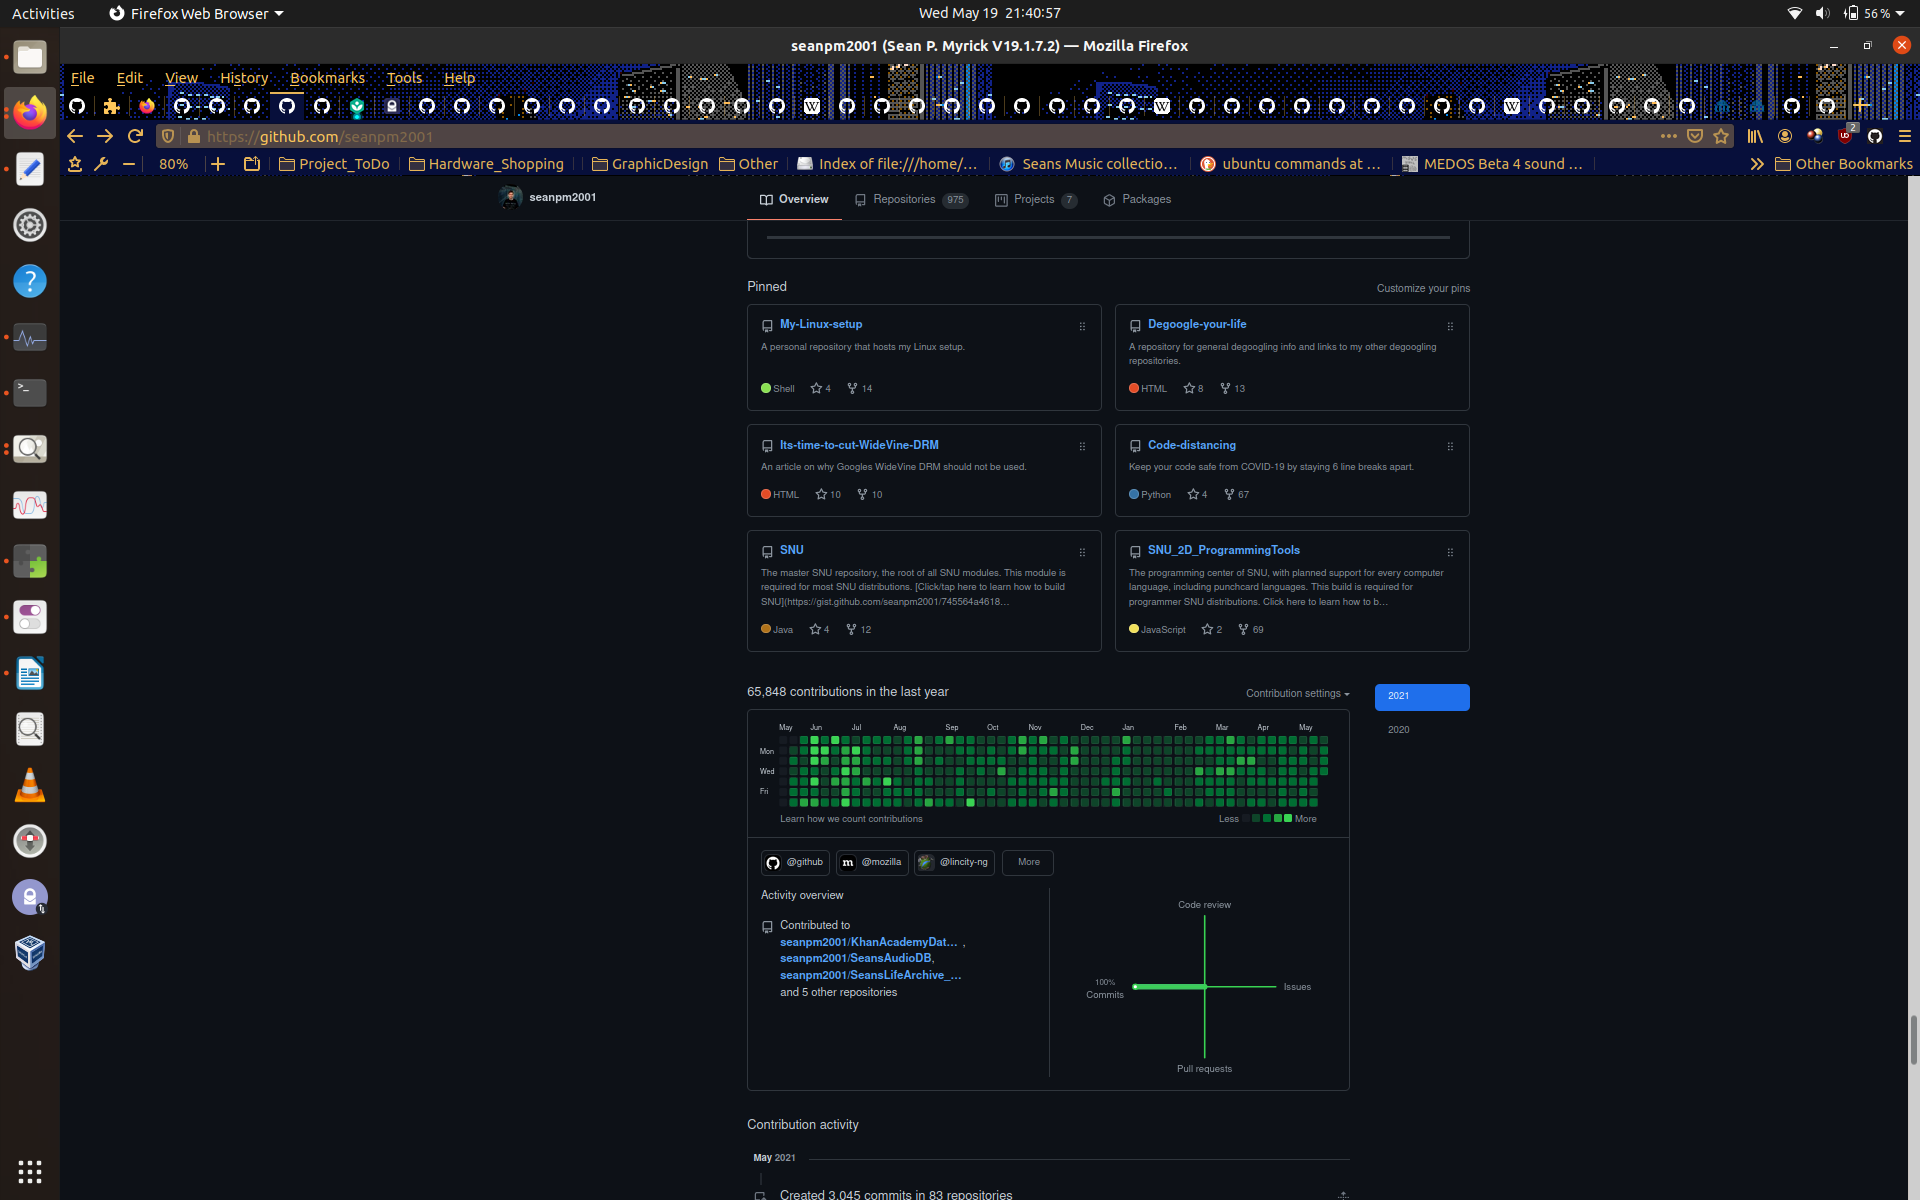 Activities
Firefox Web Browser
Wed May 19 21:40:57
56 %
seanpm2001 (Sean P. Myrick V19.1.7.2) — Mozilla Firefox
File Edit View History Bookmarks Tools Help
https://github.com/seanpm2001
2
80%
Project_ToDo
Hardware_Shopping
GraphicDesign
Other
Index of file:///home/...
Seans Music collectio...
ubuntu commands at ...
MEDOS Beta 4 sound ...
Other Bookmarks
seanpm2001
Overview
Repositories 975
Projects 7
Packages
Pinned
Customize your pins
My-Linux-setup
A personal repository that hosts my Linux setup.
Shell 4 14
Degoogle-your-life
A repository for general degoogling info and links to my other degoogling
repositories.
HTML 8 13
Its-time-to-cut-WideVine-DRM
An article on why Googles WideVine DRM should not be used.
HTML 10 10
Code-distancing
Keep your code safe from COVID-19 by staying 6 line breaks apart.
Python 4 67
SNU
The master SNU repository, the root of all SNU modules. This module is
required for most SNU distributions. [Click/tap here to learn how to build
SNU](https://gist.github.com/seanpm2001/745564a4618...
Java 4 12
SNU_2D_ProgrammingTools
The programming center of SNU, with planned support for every computer
language, including punchcard languages. This build is required for
programmer SNU distributions. Click here to learn how to b...
JavaScript 2 69
65,848 contributions in the last year
Contribution settings
2021
2020
May Jun Jul Aug Sep Oct Nov Dec Jan Feb Mar Apr May
Mon
Wed
Fri
Learn how we count contributions
Less More
@github
@mozilla
@lincity-ng
More
Activity overview
Contributed to
seanpm2001/KhanAcademyDat... ,
seanpm2001/SeansAudioDB,
seanpm2001/SeansLifeArchive_...
and 5 other repositories
Code review
100%
Commits
Issues
Pull requests
Contribution activity
May 2021
Created 3,045 commits in 83 repositories